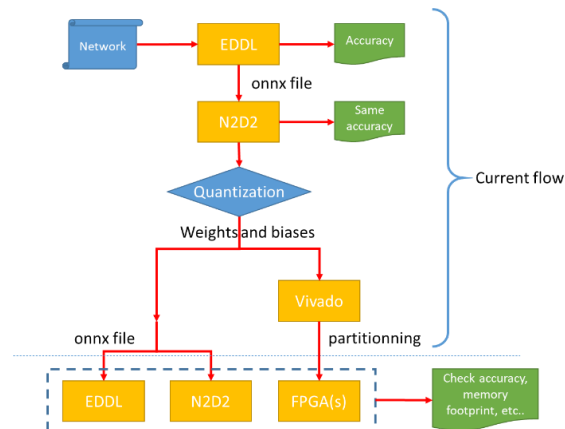 Network
EDDL
Accuracy
onnx file
N2D2
Same
accuracy
Quantization
Current flow
Weights and biases
Vivado
onnx file
partitionning
EDDL
N2D2
FPGA(s)
Check accuracy,
memory
footprint, etc..